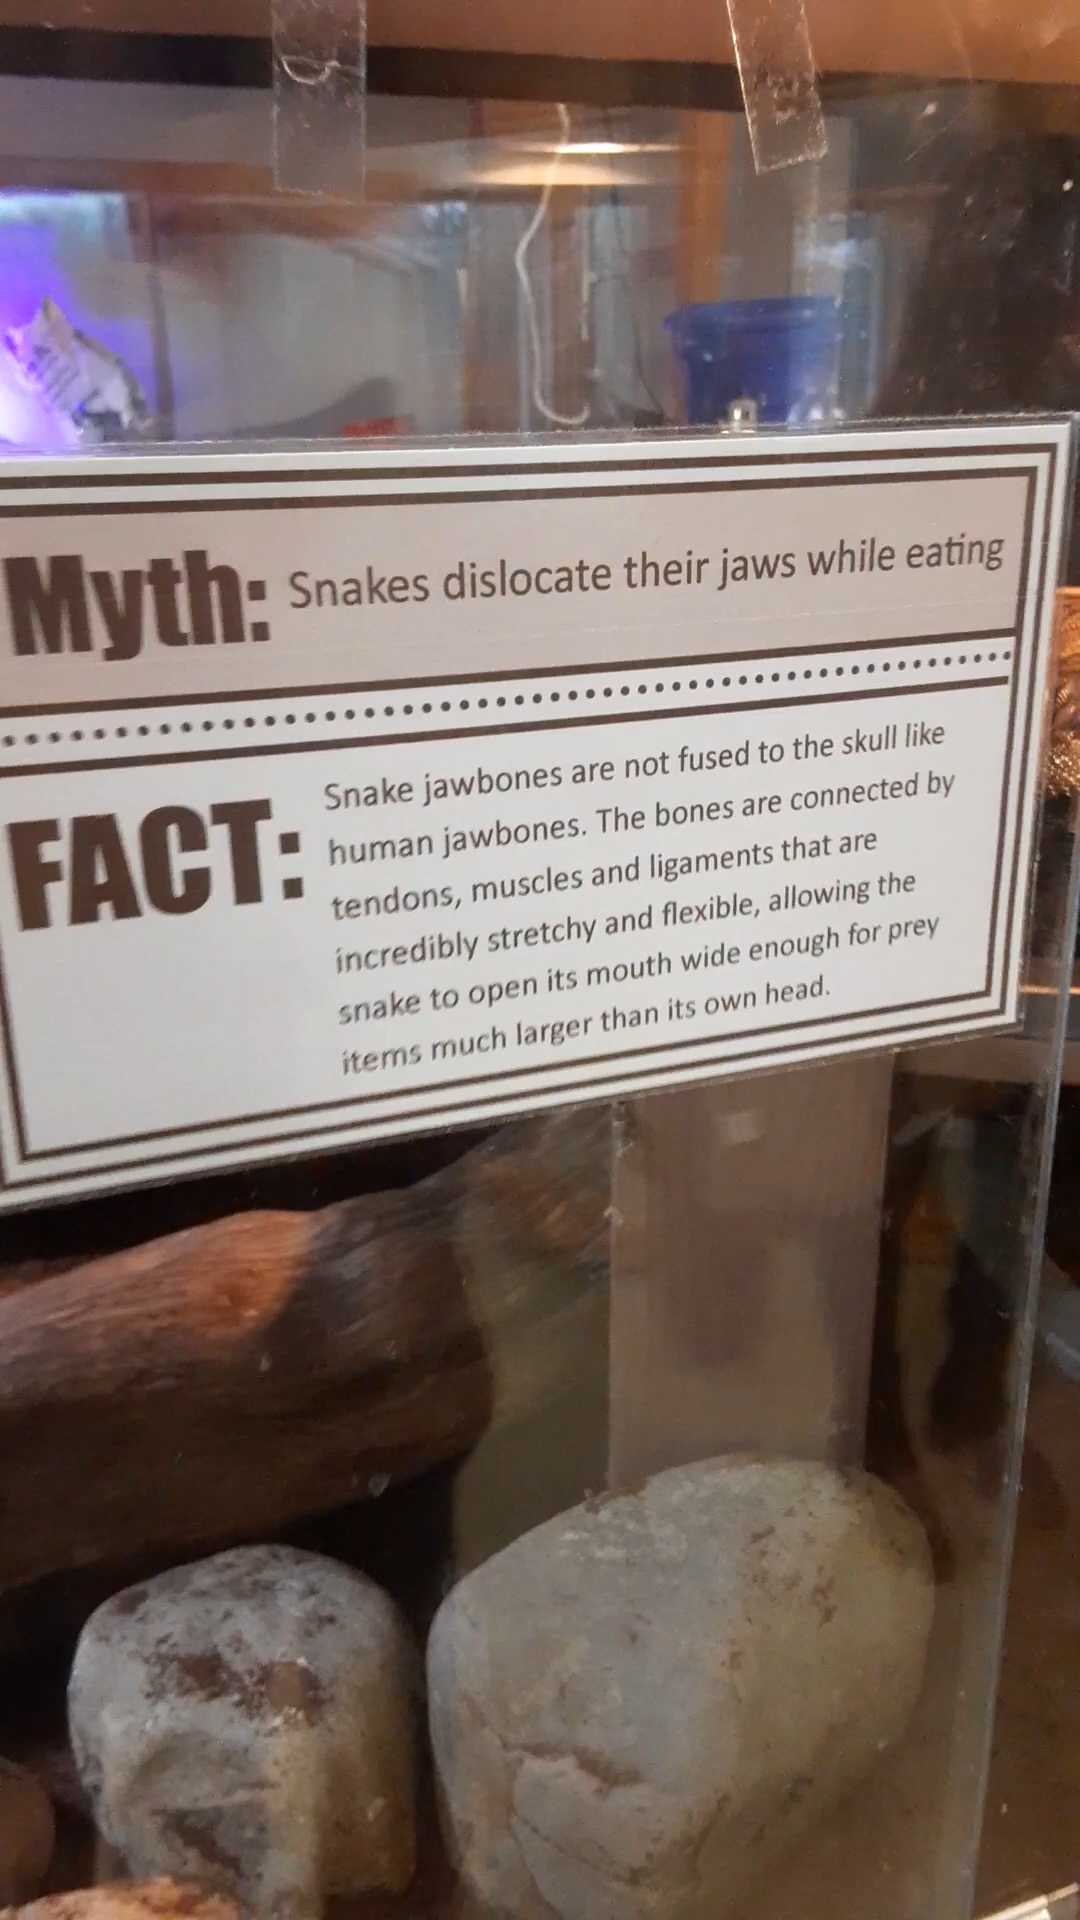 Myth: Snakes dislocate their jaws while eating
FACT: Snake jawbones are not fused to the skull like
human jawbones. The bones are connected by
tendons, muscles and ligaments that are
incredibly stretchy and flexible, allowing the
snake to open its mouth wide enough for prey
items much larger than its own head.